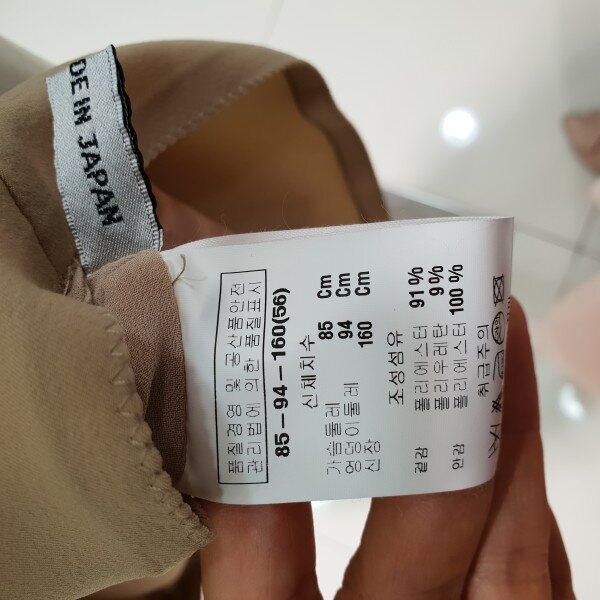 DE IN JAPAN
품질경영 및 공산품안전
관리법에 의한 품질표시
85-94-160(56)
신체치수
가슴둘레 85 Cm
엉덩이둘레 94 Cm
신장 160 Cm
조성섬유
겉감 폴리에스터 91%
폴리우레탄 9%
안감 폴리에스터 100%
취급주의